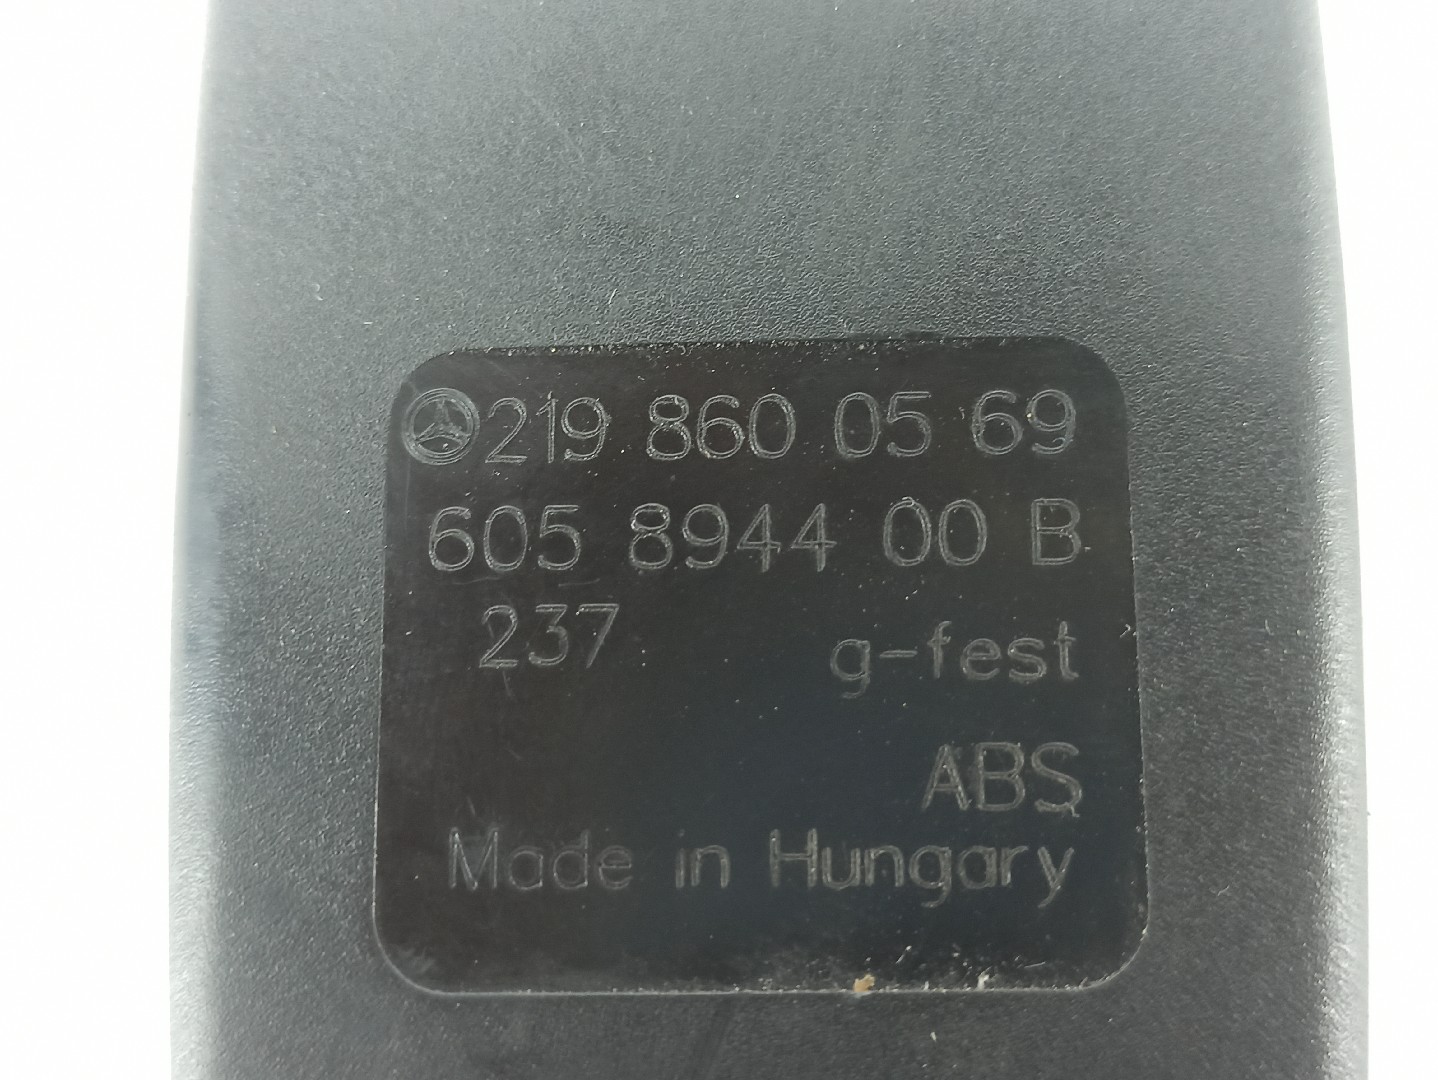 219 860 05 69
605 8944 00 B
237 g-fest
ABS
Made in Hungary